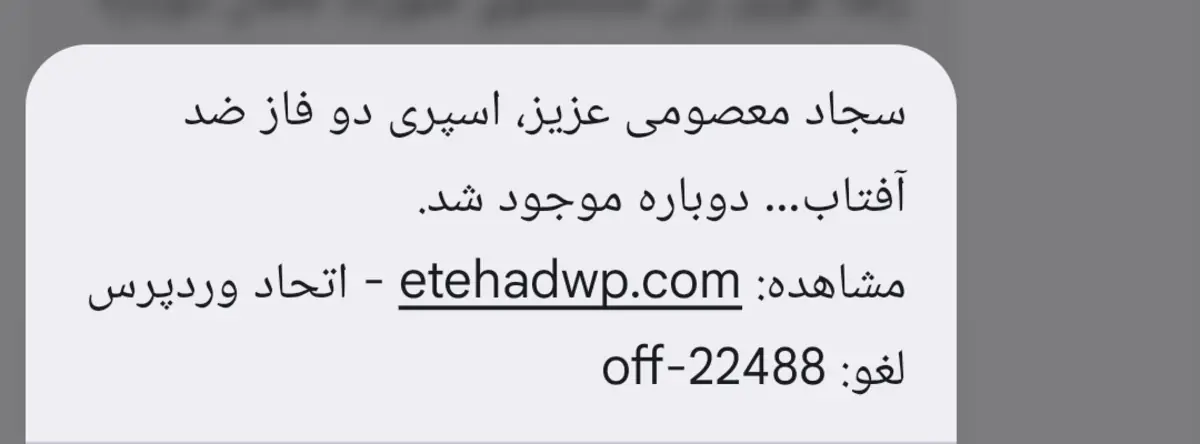 سجاد معصومی عزیز، اسپری دو فاز ضد
آفتاب... دوباره موجود شد.
مشاهده: etehadwp.com - اتحاد وردپرس
لغو: off-22488